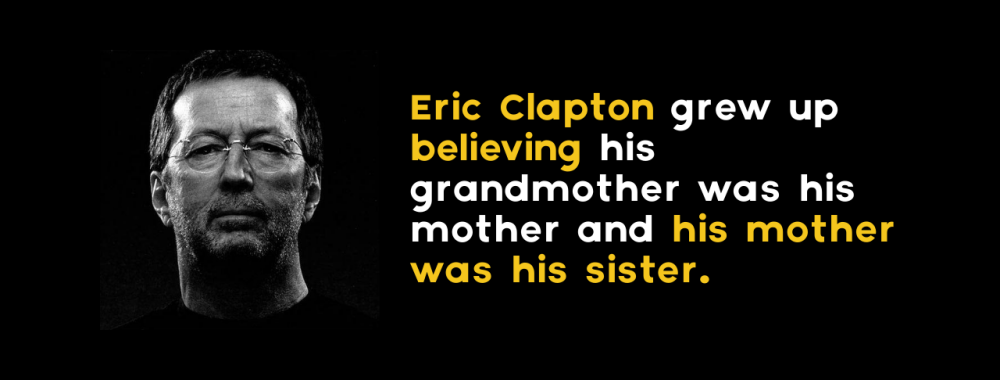 Eric Clapton grew up
believing his
grandmother was his
mother and his mother
was his sister.